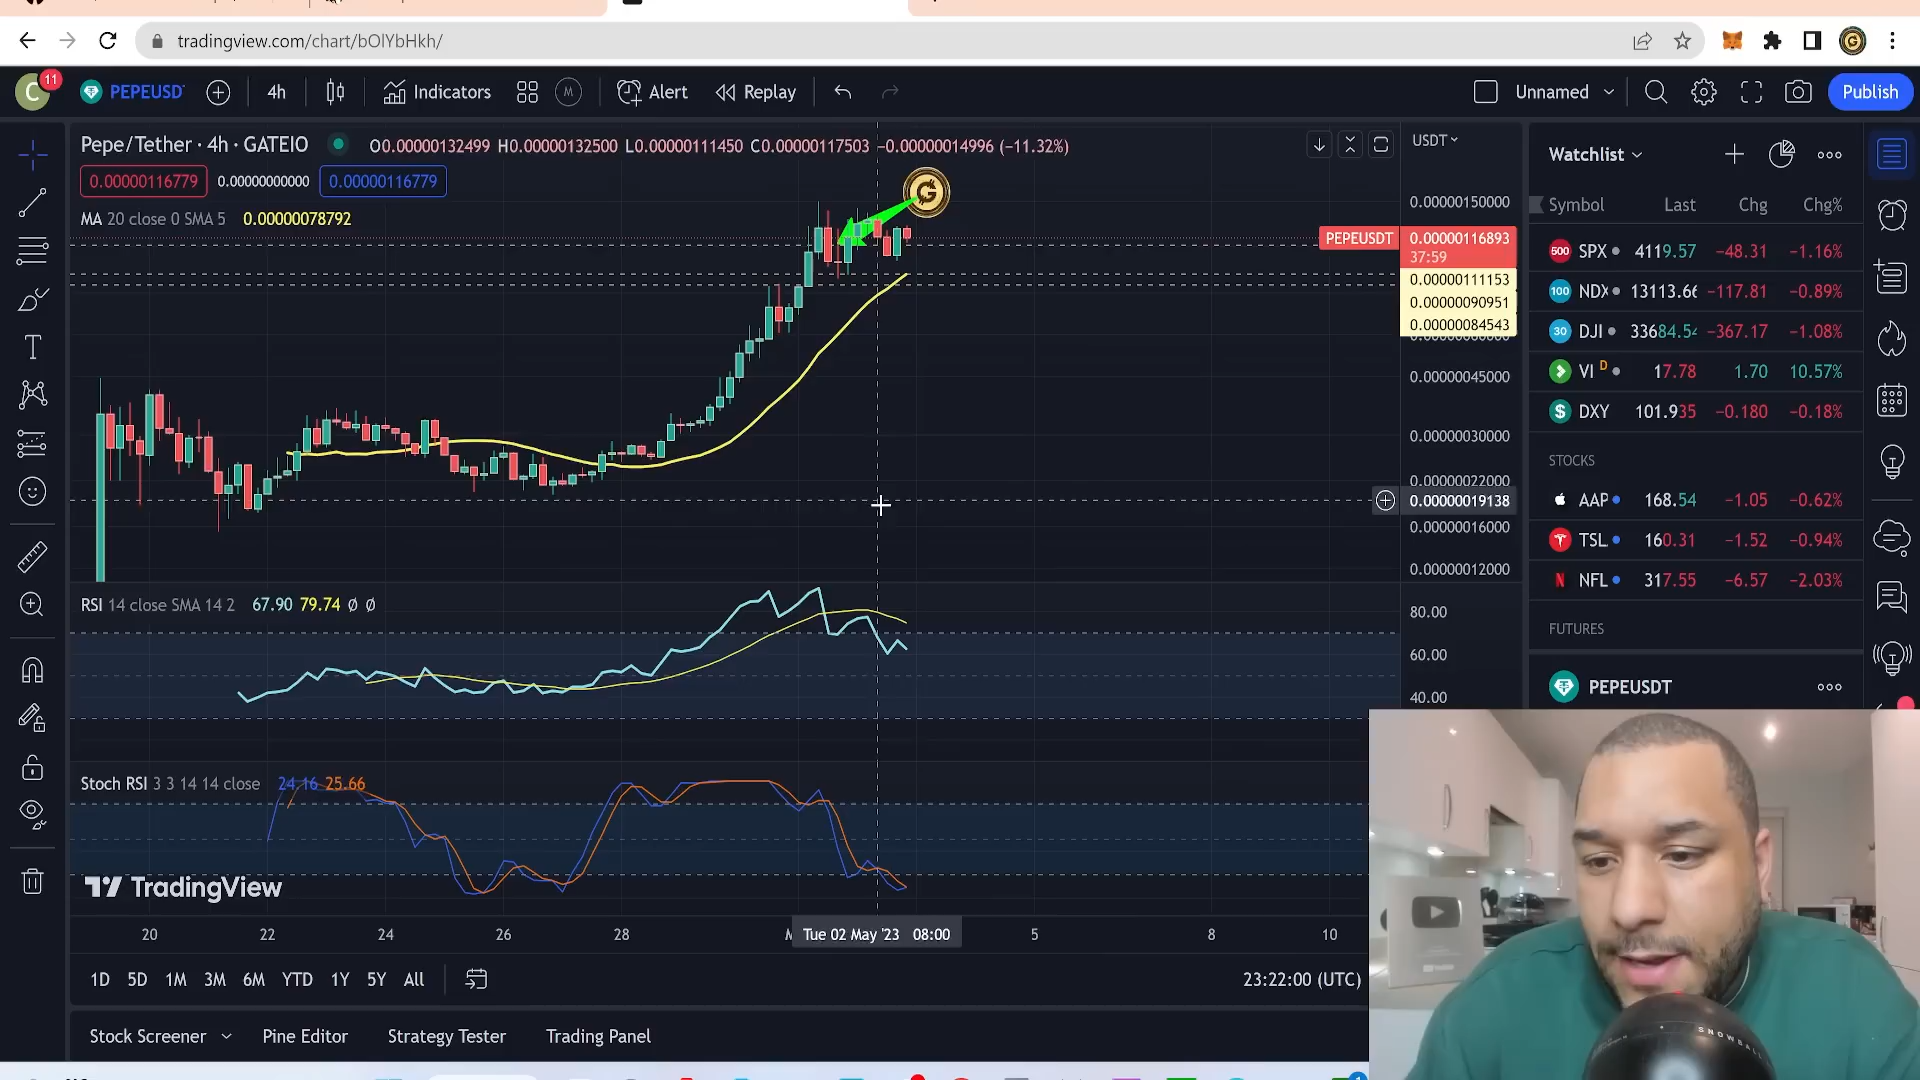 tradingview.com/chart/bOlYbHkh/
C 11 PEPEUSD 4h Indicators M Alert Replay Unnamed Publish
Pepe/Tether · 4h · GATEIO O0.00000132499 H0.00000132500 L0.00000111450 C0.00000117503 −0.00000014996 (−11.32%)
0.00000116779 0.00000000000 0.00000116779
MA 20 close 0 SMA 5 0.00000078792
G
USDT
0.00000150000
PEPEUSDT 0.00000116893
37:59
0.00000111153
0.00000090951
0.00000084543
0.00000045000
0.00000030000
0.00000022000
0.00000019138
0.00000016000
0.00000012000
RSI 14 close SMA 14 2 67.90 79.74 Ø Ø
80.00
60.00
40.00
Stoch RSI 3 3 14 14 close 24.16 25.66
TradingView
20 22 24 26 28 Tue 02 May '23 08:00 5 8 10
1D 5D 1M 3M 6M YTD 1Y 5Y All 23:22:00 (UTC)
Stock Screener Pine Editor Strategy Tester Trading Panel
Watchlist
Symbol Last Chg Chg%
500 SPX 4119.57 −48.31 −1.16%
100 NDX 13113.66 −117.81 −0.89%
30 DJI 33684.54 −367.17 −1.08%
VI D 17.78 1.70 10.57%
$ DXY 101.935 −0.180 −0.18%
STOCKS
AAP 168.54 −1.05 −0.62%
TSL 160.31 −1.52 −0.94%
N NFL 317.55 −6.57 −2.03%
FUTURES
PEPEUSDT